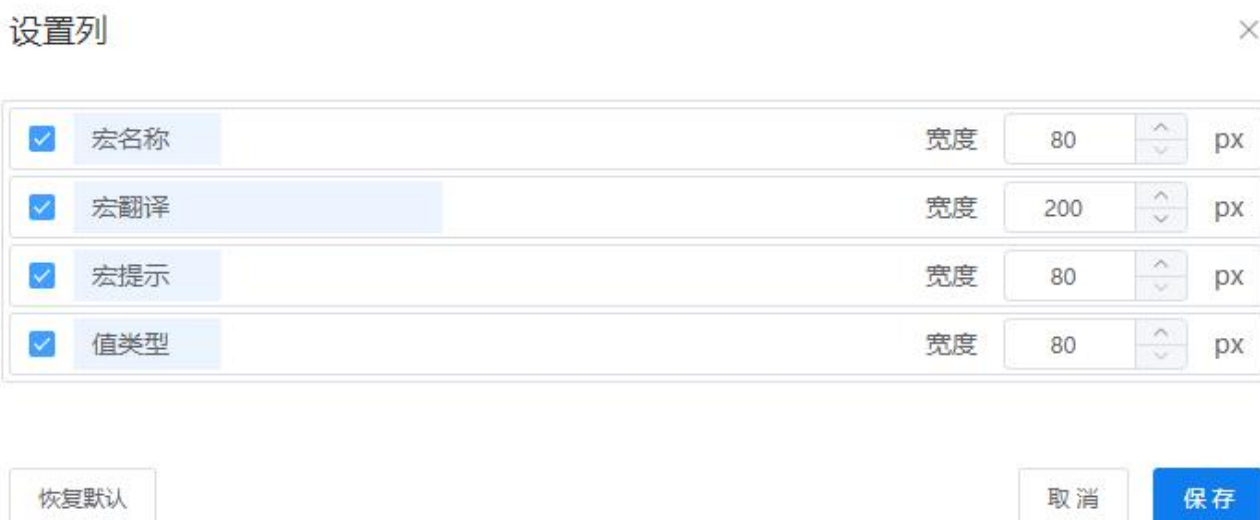 设置列
宏名称 宽度 80 px
宏翻译 宽度 200 px
宏提示 宽度 80 px
值类型 宽度 80 px
恢复默认 取消 保存